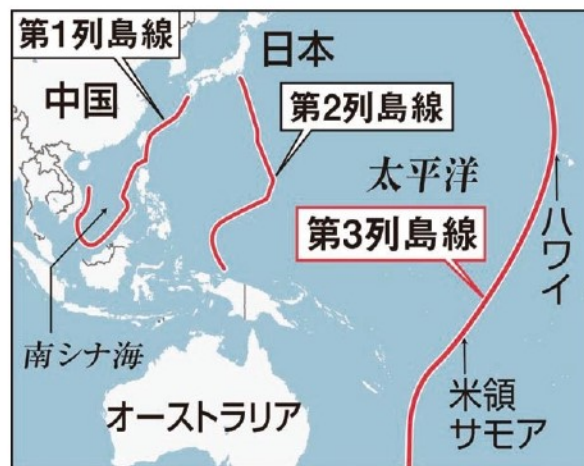 第1列島線
日本
中国
第2列島線
太平洋
第3列島線
ハワイ
南シナ海
オーストラリア
米領
サモア